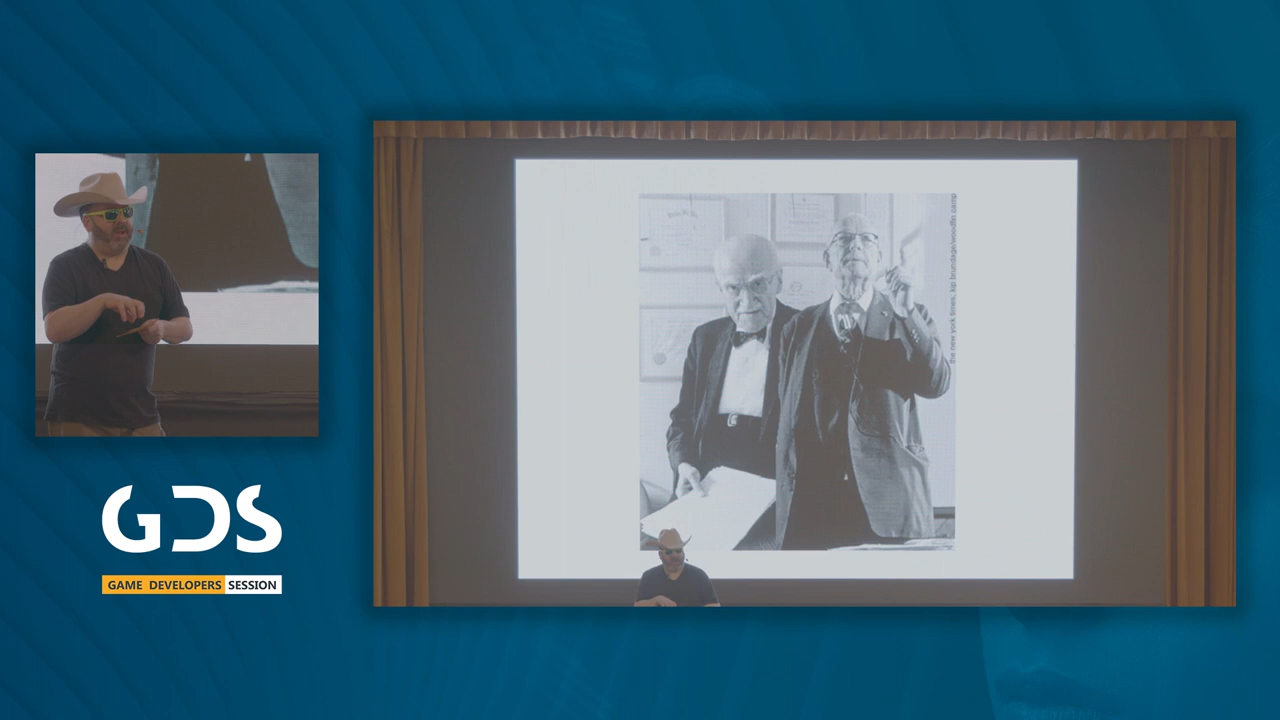 GDS
GAME DEVELOPERS SESSION
the new york times, kip brundage/woodfin camp